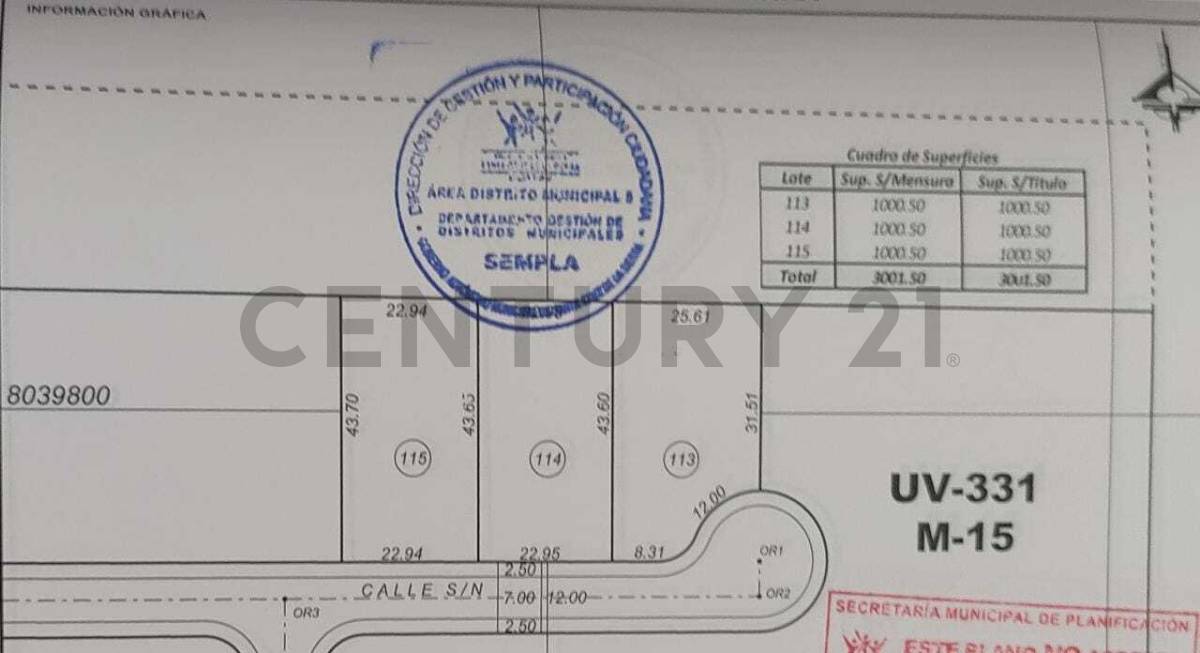 INFORMACIÓN GRÁFICA
DIRECCIÓN DE GESTIÓN Y PARTICIPACIÓN CIUDADANA
ÁREA DISTRITO MUNICIPAL 8
DEPARTAMENTO GESTIÓN DE
DISTRITOS MUNICIPALES
SEMPLA
Cuadro de Superficies
Lote Sup. S/Mensura Sup. S/Titulo
113 1000.50 1000.50
114 1000.50 1000.50
115 1000.50 1000.50
Total 3001.50 3001.50
22.94 25.61
CENTURY 21®
8039800
43.70 43.65 43.60 31.51
115 114 113
UV-331
M-15
12.00
22.94 22.95 8.31
OR1
2.50
CALLE S/N 7.00 12.00 OR2
OR3
2.50
SECRETARÍA MUNICIPAL DE PLANIFICACIÓN
ESTE PLANO NO